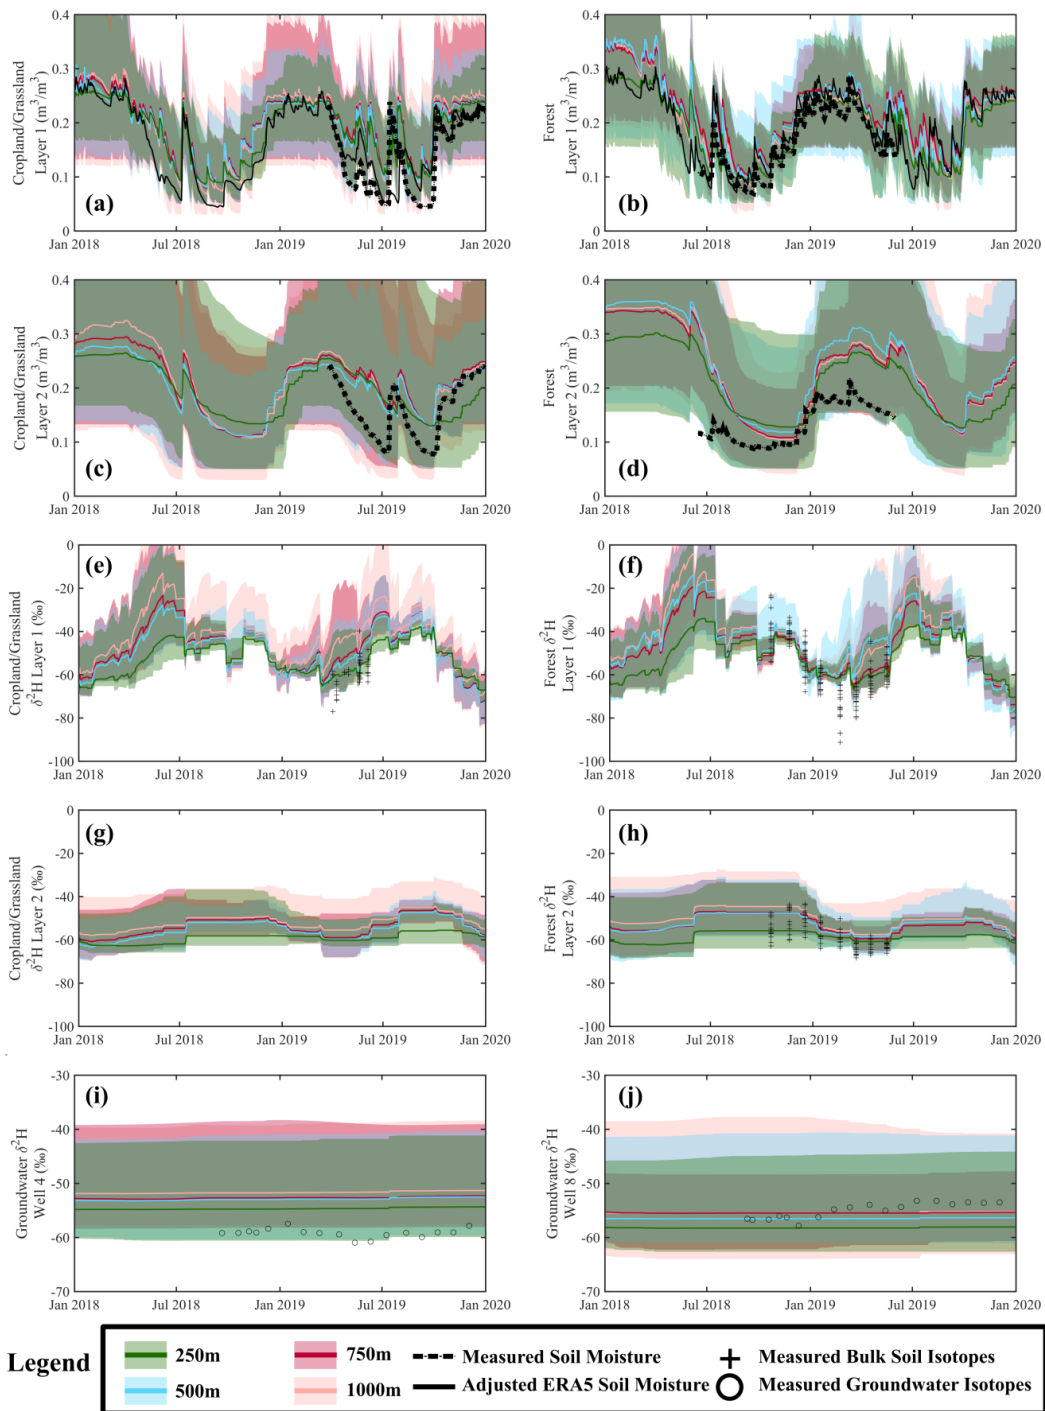 Cropland/Grassland
Layer 1 (m³/m³)
0.4
0.3
0.2
0.1
0
(a)
Jan 2018
Jul 2018
Jan 2019
Jul 2019
Jan 2020
Forest
Layer 1 (m³/m³)
0.4
0.3
0.2
0.1
0
(b)
Jan 2018
Jul 2018
Jan 2019
Jul 2019
Jan 2020
Cropland/Grassland
Layer 2 (m³/m³)
0.4
0.3
0.2
0.1
0
(c)
Jan 2018
Jul 2018
Jan 2019
Jul 2019
Jan 2020
Forest
Layer 2 (m³/m³)
0.4
0.3
0.2
0.1
0
(d)
Jan 2018
Jul 2018
Jan 2019
Jul 2019
Jan 2020
Cropland/Grassland
δ²H Layer 1 (‰)
0
-20
-40
-60
-80
-100
(e)
Jan 2018
Jul 2018
Jan 2019
Jul 2019
Jan 2020
Forest δ²H
Layer 1 (‰)
0
-20
-40
-60
-80
-100
(f)
Jan 2018
Jul 2018
Jan 2019
Jul 2019
Jan 2020
Cropland/Grassland
δ²H Layer 2 (‰)
0
-20
-40
-60
-80
-100
(g)
Jan 2018
Jul 2018
Jan 2019
Jul 2019
Jan 2020
Forest δ²H
Layer 2 (‰)
0
-20
-40
-60
-80
-100
(h)
Jan 2018
Jul 2018
Jan 2019
Jul 2019
Jan 2020
Groundwater δ²H
Well 4 (‰)
-30
-40
-50
-60
-70
(i)
Jan 2018
Jul 2018
Jan 2019
Jul 2019
Jan 2020
Groundwater δ²H
Well 8 (‰)
-30
-40
-50
-60
-70
(j)
Jan 2018
Jul 2018
Jan 2019
Jul 2019
Jan 2020
Legend
250m
750m
Measured Soil Moisture
Measured Bulk Soil Isotopes
500m
1000m
Adjusted ERA5 Soil Moisture
Measured Groundwater Isotopes